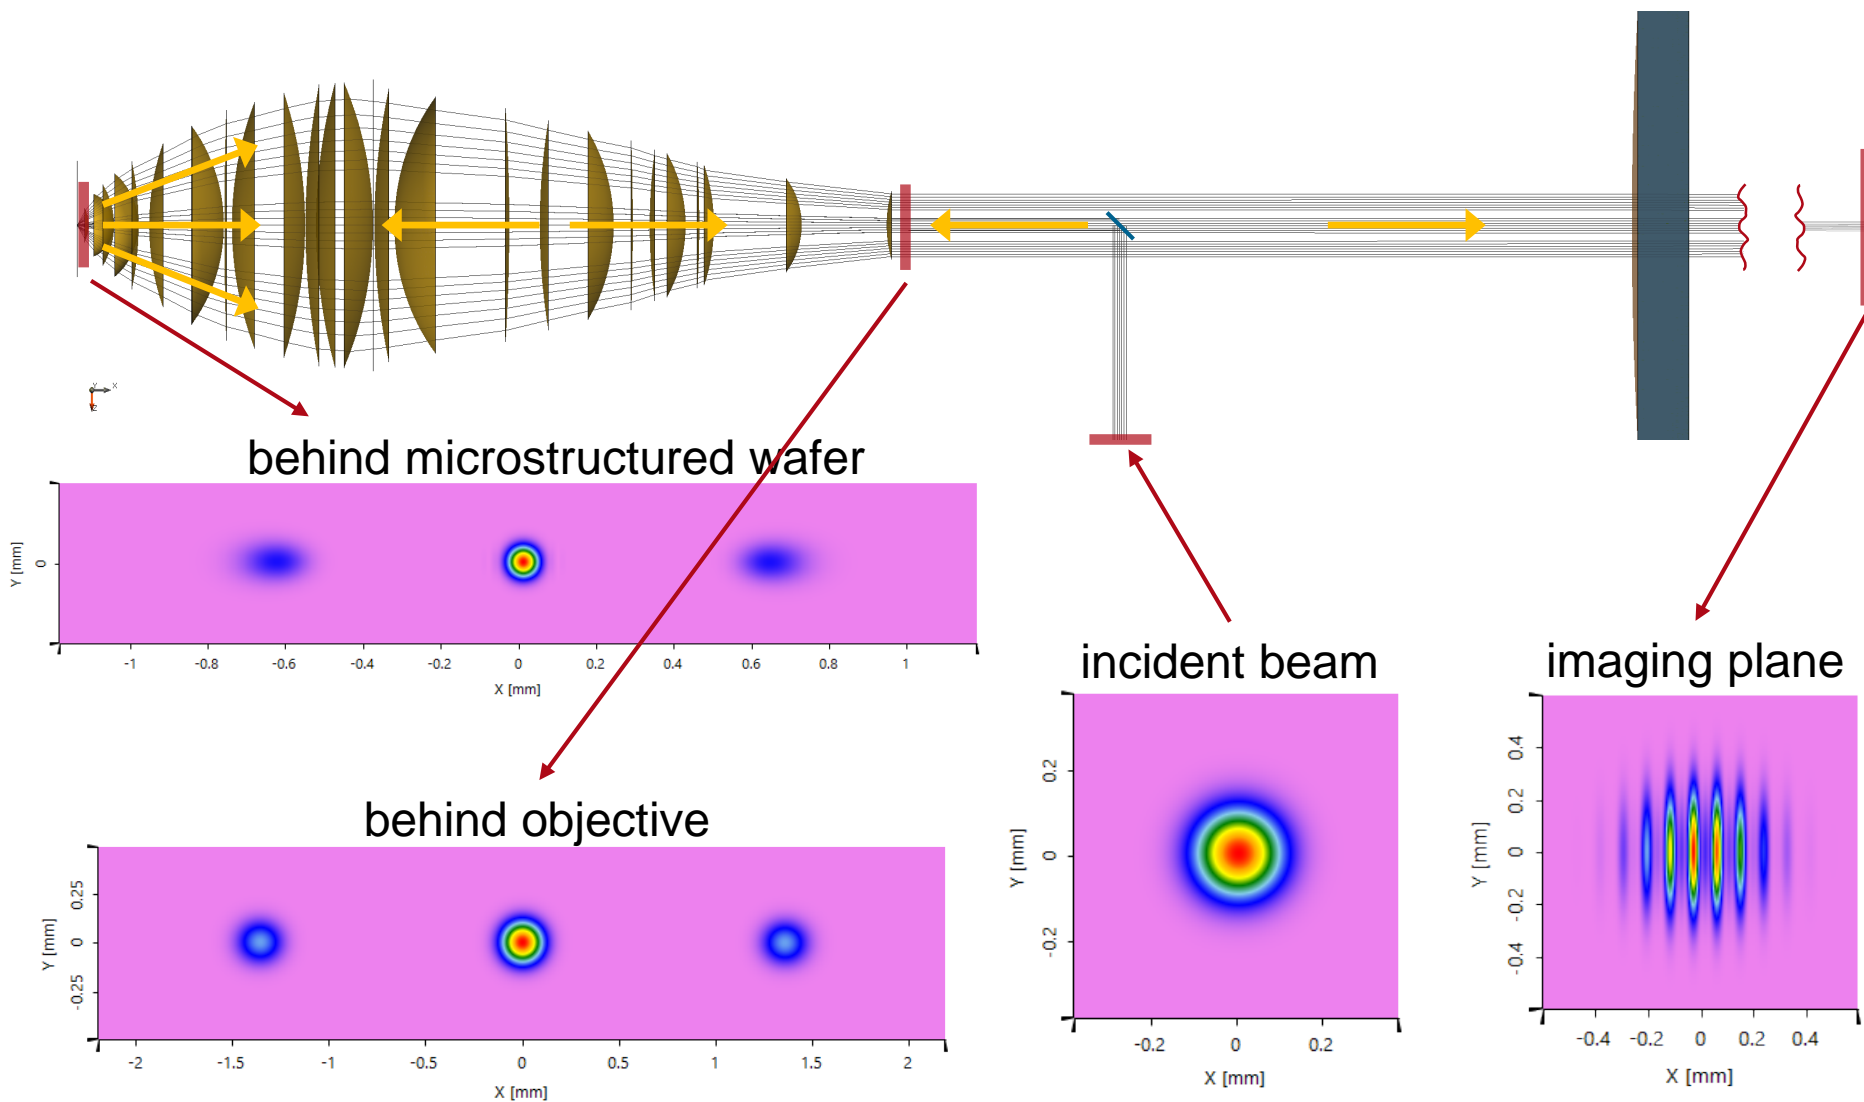 Y
X
Z
behind microstructured wafer
Y [mm]
0
-1 -0.8 -0.6 -0.4 -0.2 0 0.2 0.4 0.6 0.8 1
X [mm]
behind objective
Y [mm]
0.25
0
-0.25
-2 -1.5 -1 -0.5 0 0.5 1 1.5 2
X [mm]
incident beam
Y [mm]
0.2
0
-0.2
-0.2 0 0.2
X [mm]
imaging plane
Y [mm]
0.4
0.2
0
-0.2
-0.4
-0.4 -0.2 0 0.2 0.4
X [mm]